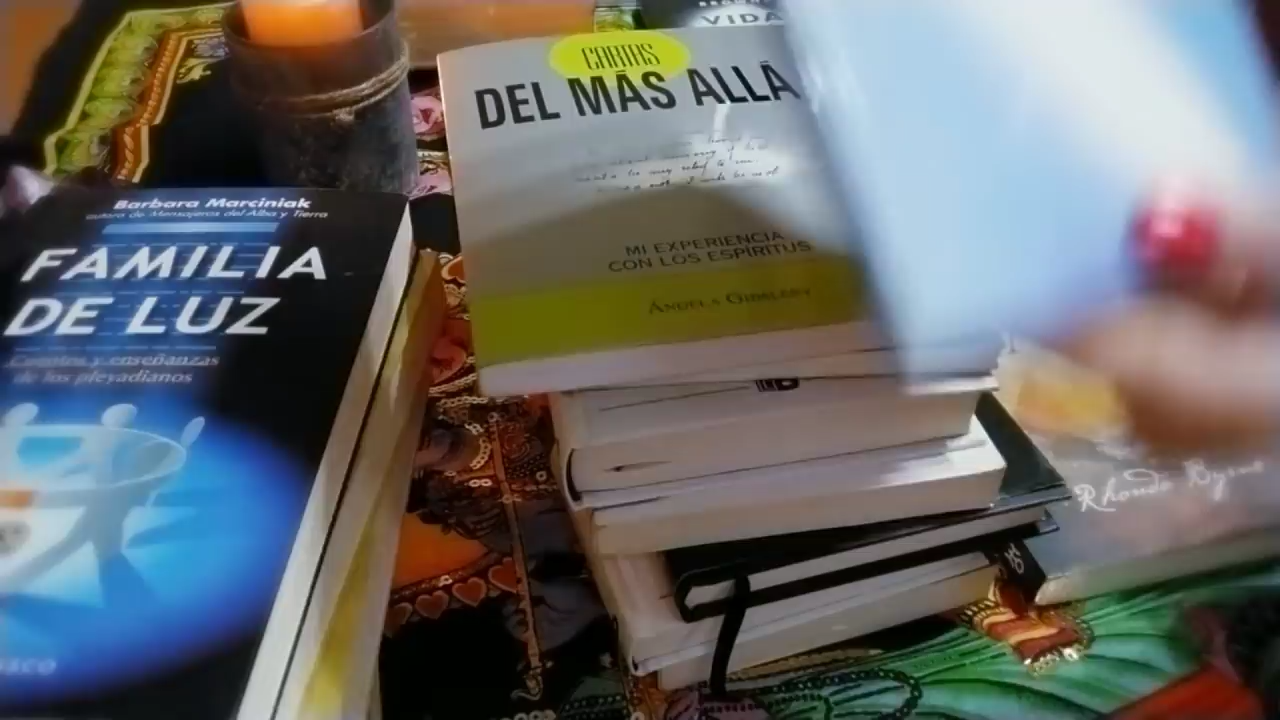 VIDA
CARTAS
DEL MÁS ALLÁ
MI EXPERIENCIA
CON LOS ESPÍRITUS
Barbara Marciniak
autora de Mensajeros del Alba y Tierra
FAMILIA
DE LUZ
Cuentos y enseñanzas
de los pleyadianos
Rhonda Byrne